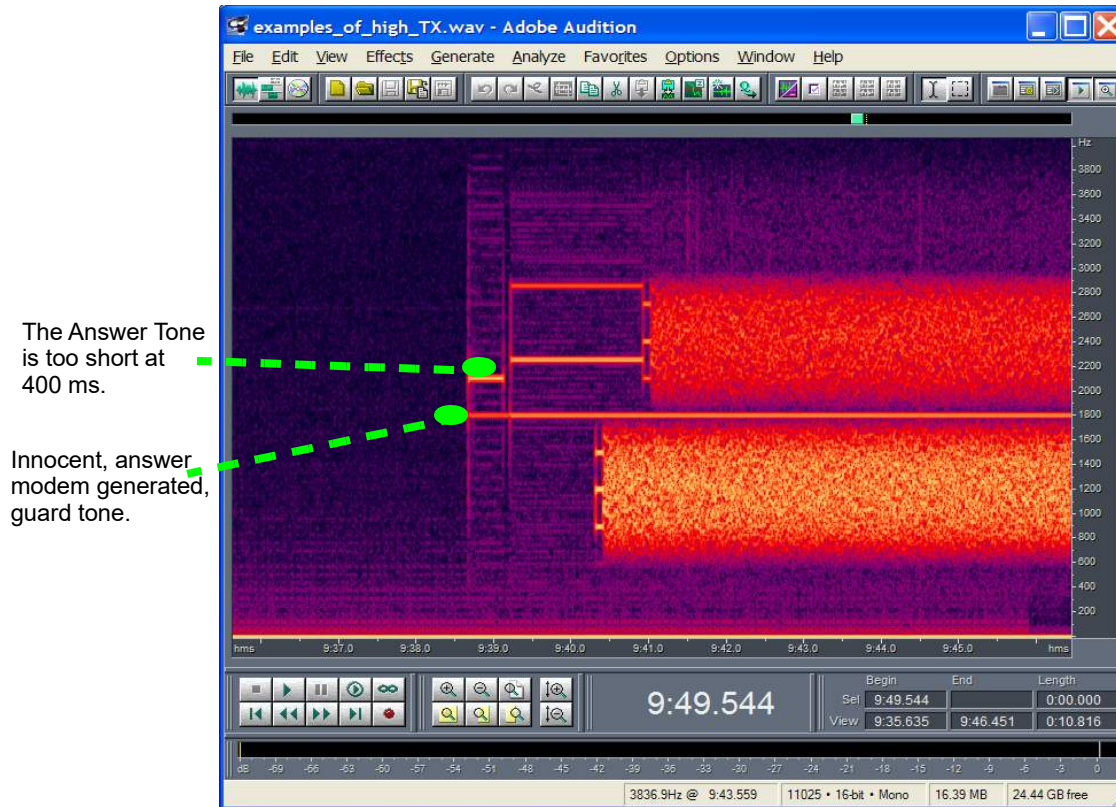 examples_of_high_TX.wav - Adobe Audition
File Edit View Effects Generate Analyze Favorites Options Window Help
Hz
3800
3600
3400
3200
3000
2800
2600
2400
2200
2000
1800
1600
1400
1200
1000
800
600
400
200
The Answer Tone
is too short at
400 ms.
Innocent, answer
modem generated,
guard tone.
hms 9:37.0 9:38.0 9:39.0 9:40.0 9:41.0 9:42.0 9:43.0 9:44.0 9:45.0 hms
9:49.544
Begin End Length
Sel 9:49.544 0:00.000
View 9:35.635 9:46.451 0:10.816
dB -69 -66 -63 -60 -57 -54 -51 -48 -45 -42 -39 -36 -33 -30 -27 -24 -21 -18 -15 -12 -9 -6 -3 0
3836.9Hz @ 9:43.559 11025 • 16-bit • Mono 16.39 MB 24.44 GB free